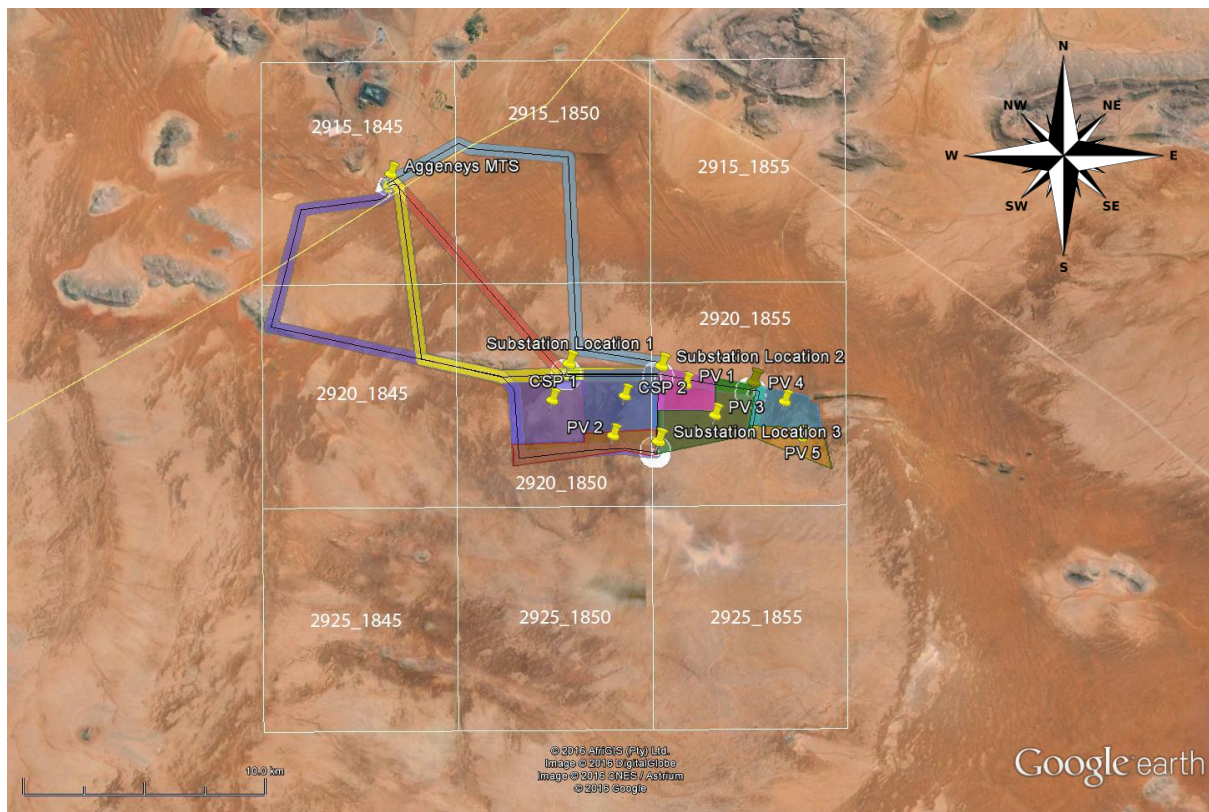 N
NW
NE
W
E
SW
SE
S
2915_1845
2915_1850
2915_1855
Aggeneys MTS
2920_1855
Substation Location 1
Substation Location 2
CSP 1
CSP 2
PV 1
PV 4
2920_1845
PV 3
PV 2
Substation Location 3
PV 5
2920_1850
2925_1845
2925_1850
2925_1855
© 2016 AfriGIS (Pty) Ltd.
Image © 2016 DigitalGlobe
Image © 2016 CNES / Astrium
© 2016 Google
10.0 km
Google earth